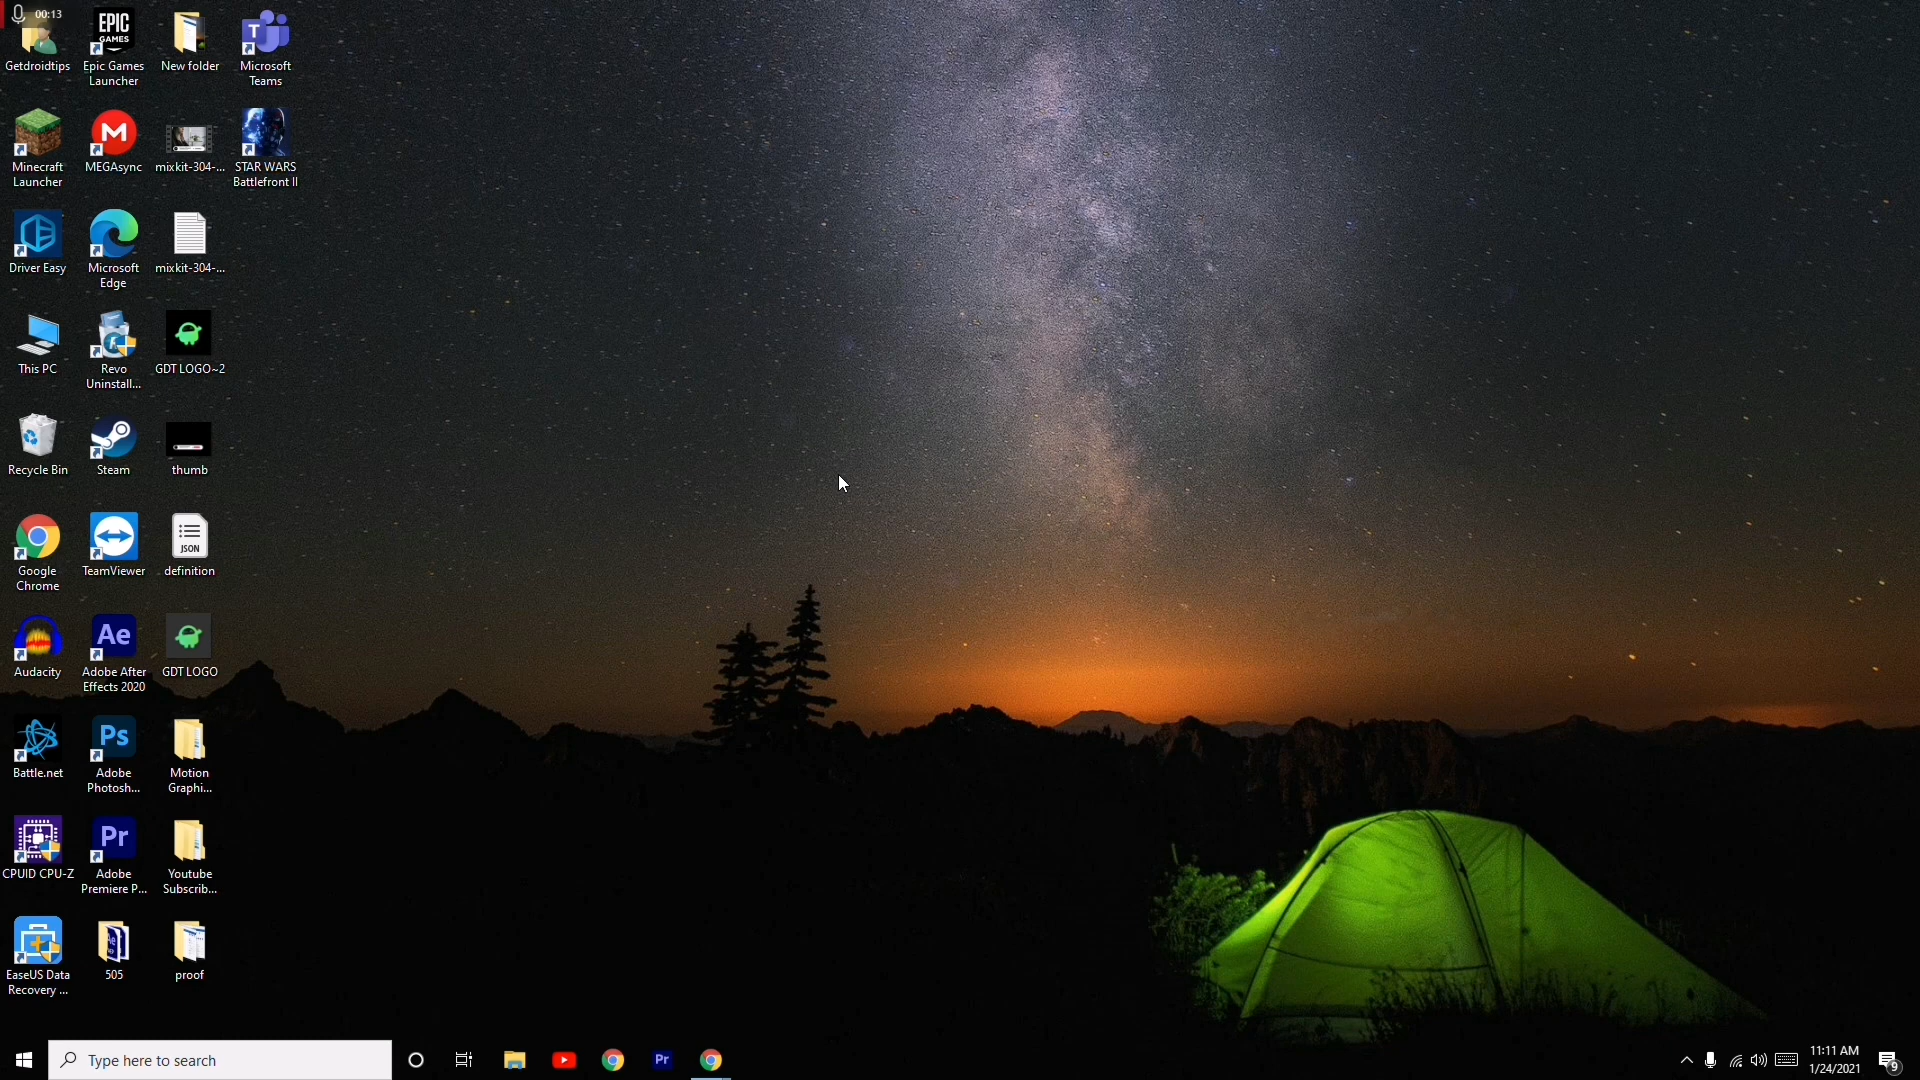 00:13
Getdroidtips
EPIC
GAMES
Epic Games
Launcher
New folder
T
Microsoft
Teams
Minecraft
Launcher
M
MEGAsync
mixkit-304-...
STAR WARS
Battlefront II
Driver Easy
Microsoft
Edge
mixkit-304-...
This PC
Revo
Uninstall...
GDT LOGO~2
Recycle Bin
Steam
thumb
Google
Chrome
TeamViewer
JSON
definition
Audacity
Ae
Adobe After
Effects 2020
GDT LOGO
Battle.net
Ps
Adobe
Photosh...
Motion
Graphi...
CPUID CPU-Z
Pr
Adobe
Premiere P...
Youtube
Subscrib...
EaseUS Data
Recovery ...
Ae
505
proof
Type here to search
Pr
11:11 AM
1/24/2021
9